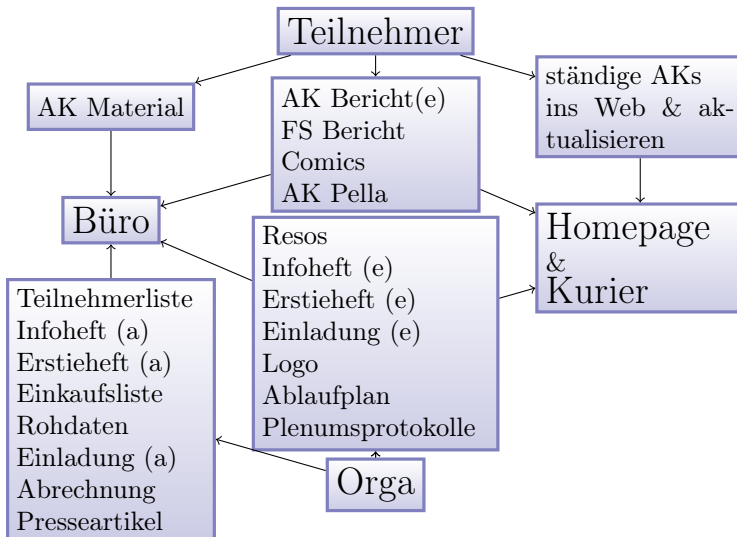 Teilnehmer
AK Material
AK Bericht(e)
FS Bericht
Comics
AK Pella
ständige AKs
ins Web & ak-
tualisieren
Büro
Resos
Infoheft (e)
Erstieheft (e)
Einladung (e)
Logo
Ablaufplan
Plenumsprotokolle
Homepage
&
Kurier
Teilnehmerliste
Infoheft (a)
Erstieheft (a)
Einkaufsliste
Rohdaten
Einladung (a)
Abrechnung
Presseartikel
Orga